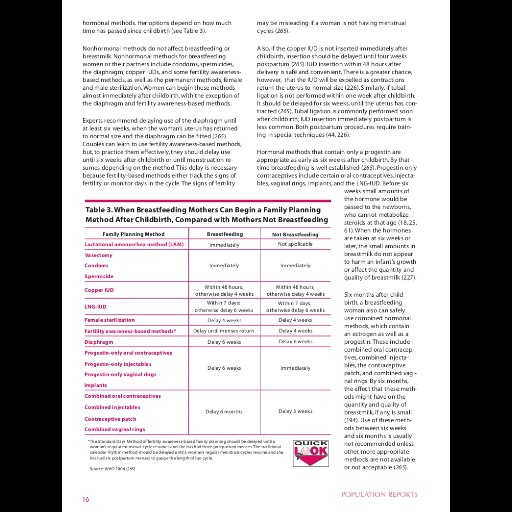 hormonal methods. Her options depend on how much
time has passed since childbirth (see Table 3).
Nonhormonal methods do not affect breastfeeding or
breastmilk. Nonhormonal methods for breastfeeding
women or their partners include condoms, spermicides,
the diaphragm, copper IUDs, and some fertility awareness-
based methods, as well as the permanent methods, female
and male sterilization. Women can begin these methods
almost immediately after childbirth, with the exception of
the diaphragm and fertility awareness-based methods.
Experts recommend delaying use of the diaphragm until
at least six weeks, when the woman's uterus has returned
to normal size and the diaphragm can be fitted (265).
Couples can learn to use fertility awareness-based methods,
but, to practice them effectively, they should delay use
until six weeks after childbirth or until menstruation re-
sumes depending on the method. This delay is necessary
because fertility-based methods either track the signs of
fertility or monitor days in the cycle. The signs of fertility
may be misleading if a woman is not having menstrual
cycles (265).
Also, if the copper IUD is not inserted immediately after
childbirth, insertion should be delayed until four weeks
postpartum (265). IUD insertion within 48 hours after
delivery is safe and convenient. There is a greater chance,
however, that the IUD will be expelled as contractions
return the uterus to normal size (226). Similarly, if tubal
ligation is not performed within one week after childbirth,
it should be delayed for six weeks, until the uterus has con-
tracted (265). Tubal ligation is commonly performed soon
after childbirth; IUD insertion immediately postpartum is
less common. Both postpartum procedures require train-
ing in special techniques (44, 226).
Hormonal methods that contain only a progestin are
appropriate as early as six weeks after childbirth. By that
time breastfeeding is well established (265). Progestin-only
contraceptives include certain oral contraceptives, injecta-
bles, vaginal rings, implants, and the LNG-IUD. Before six
weeks small amounts of
the hormone would be
passed to the newborns,
who cannot metabolize
steroids at that age (18, 25,
61). When the hormones
are taken at six weeks or
later, the small amounts in
breastmilk do not appear
to harm an infant's growth
or affect the quantity and
quality of breastmilk (227).
Six months after child
birth, a breastfeeding
woman also can safely
use combined hormonal
methods, which contain
an estrogen as well as a
progestin. These include
combined oral contracep
tives, combined injecta-
bles, the contraceptive
patch, and combined vag-
nal rings. By six months,
the effect that these meth-
ods might have on the
quantity and quality of
breastmilk, if any, is small
(194). Use of these meth-
ods between six weeks
and six months is usually
not recommended unless
other, more appropriate
methods are not available
or not acceptable (265).
Table 3. When Breastfeeding Mothers Can Begin a Family Planning
Method After Childbirth, Compared with Mothers Not Breastfeeding
Family Planning Method Breastfeeding Not Breastfeeding
Lactational amenorrhea method (LAM) Immediately Not applicable
Vasectomy
Condoms Immediately Immediately
Spermicide
Copper IUD Within 48 hours; otherwise delay 4 weeks Within 48 hours; otherwise delay 4 weeks
LNG-IUD Within 7 days; otherwise delay 6 weeks Within 7 days; otherwise delay 6 weeks
Female sterilization Delay 4 weeks Delay 4 weeks
Fertility awareness-based methods* Delay until menses return Delay 4 weeks
Diaphragm Delay 6 weeks Delay 6 weeks
Progestin-only oral contraceptives
Progestin-only injectables Delay 6 weeks Immediately
Progestin-only vaginal rings
Implants
Combined oral contraceptives
Combined injectables Delay 6 months Delay 3 weeks
Contraceptive patch
Combined vaginal rings
*The Standard Days Method of fertility awareness-based family planning should be delayed until a
woman's regular menstrual cycle resumes and she has had three postpartum menses. The traditional
calendar rhythm method should be delayed until a woman's regular menstrual cycles resume and she
has had six postpartum menses to gauge the length of her cycle.
Source: WHO 2004 (265)
QUICK
LOOK
16
POPULATION REPORTS